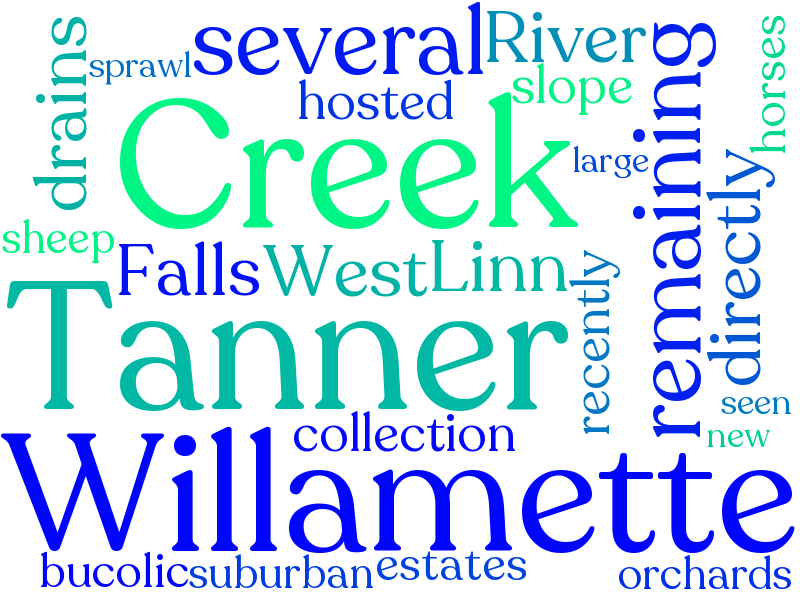 several
River
sprawl
drains
hosted
slope
horses
remaining
Creek
large
directly
sheep
Falls
West
Linn
recently
Tanner
seen
collection
new
Willamette
bucolic
suburban
estates
orchards